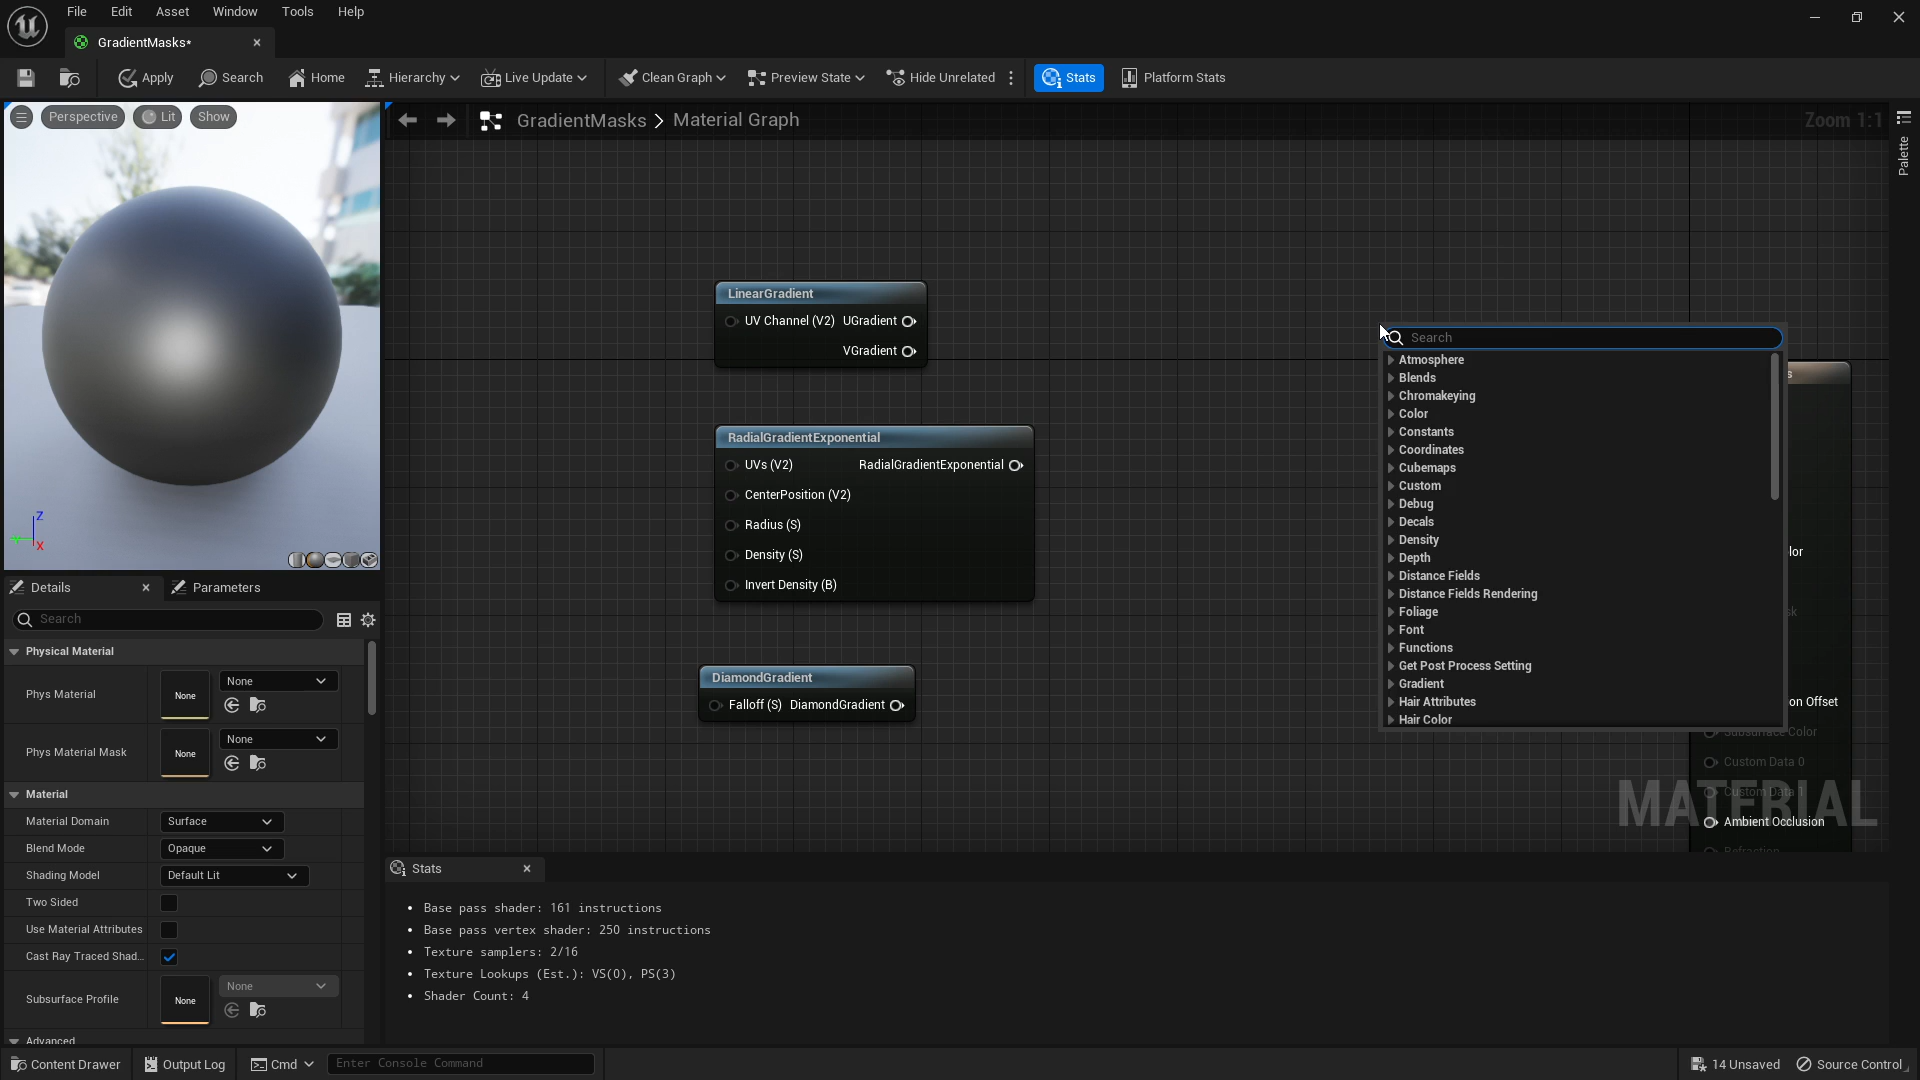 File Edit Asset Window Tools Help
GradientMasks*
Apply Search Home Hierarchy Live Update Clean Graph Preview State Hide Unrelated Stats Platform Stats
Perspective Lit Show
GradientMasks > Material Graph
Zoom 1:1
Palette
LinearGradient
UV Channel (V2) UGradient
VGradient
RadialGradientExponential
UVs (V2) RadialGradientExponential
CenterPosition (V2)
Radius (S)
Density (S)
Invert Density (B)
DiamondGradient
Falloff (S) DiamondGradient
Search
Atmosphere
Blends
Chromakeying
Color
Constants
Coordinates
Cubemaps
Custom
Debug
Decals
Density
Depth
Distance Fields
Distance Fields Rendering
Foliage
Font
Functions
Get Post Process Setting
Gradient
Hair Attributes
Hair Color
s
lor
sk
on Offset
Subsurface Color
Custom Data 0
Custom Data 1
Ambient Occlusion
Refraction
MATERIAL
Z
X
Details Parameters
Search
Physical Material
Phys Material None None
Phys Material Mask None None
Material
Material Domain Surface
Blend Mode Opaque
Shading Model Default Lit
Two Sided
Use Material Attributes
Cast Ray Traced Shad...
Subsurface Profile None None
Advanced
Stats
• Base pass shader: 161 instructions
• Base pass vertex shader: 250 instructions
• Texture samplers: 2/16
• Texture Lookups (Est.): VS(0), PS(3)
• Shader Count: 4
Content Drawer Output Log Cmd Enter Console Command 14 Unsaved Source Control